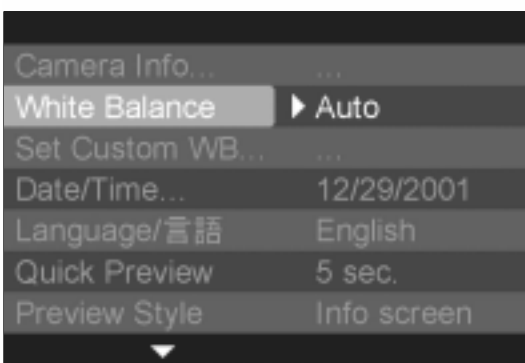 Camera Info... ...
White Balance Auto
Set Custom WB... ...
Date/Time... 12/29/2001
Language/言語 English
Quick Preview 5 sec.
Preview Style Info screen